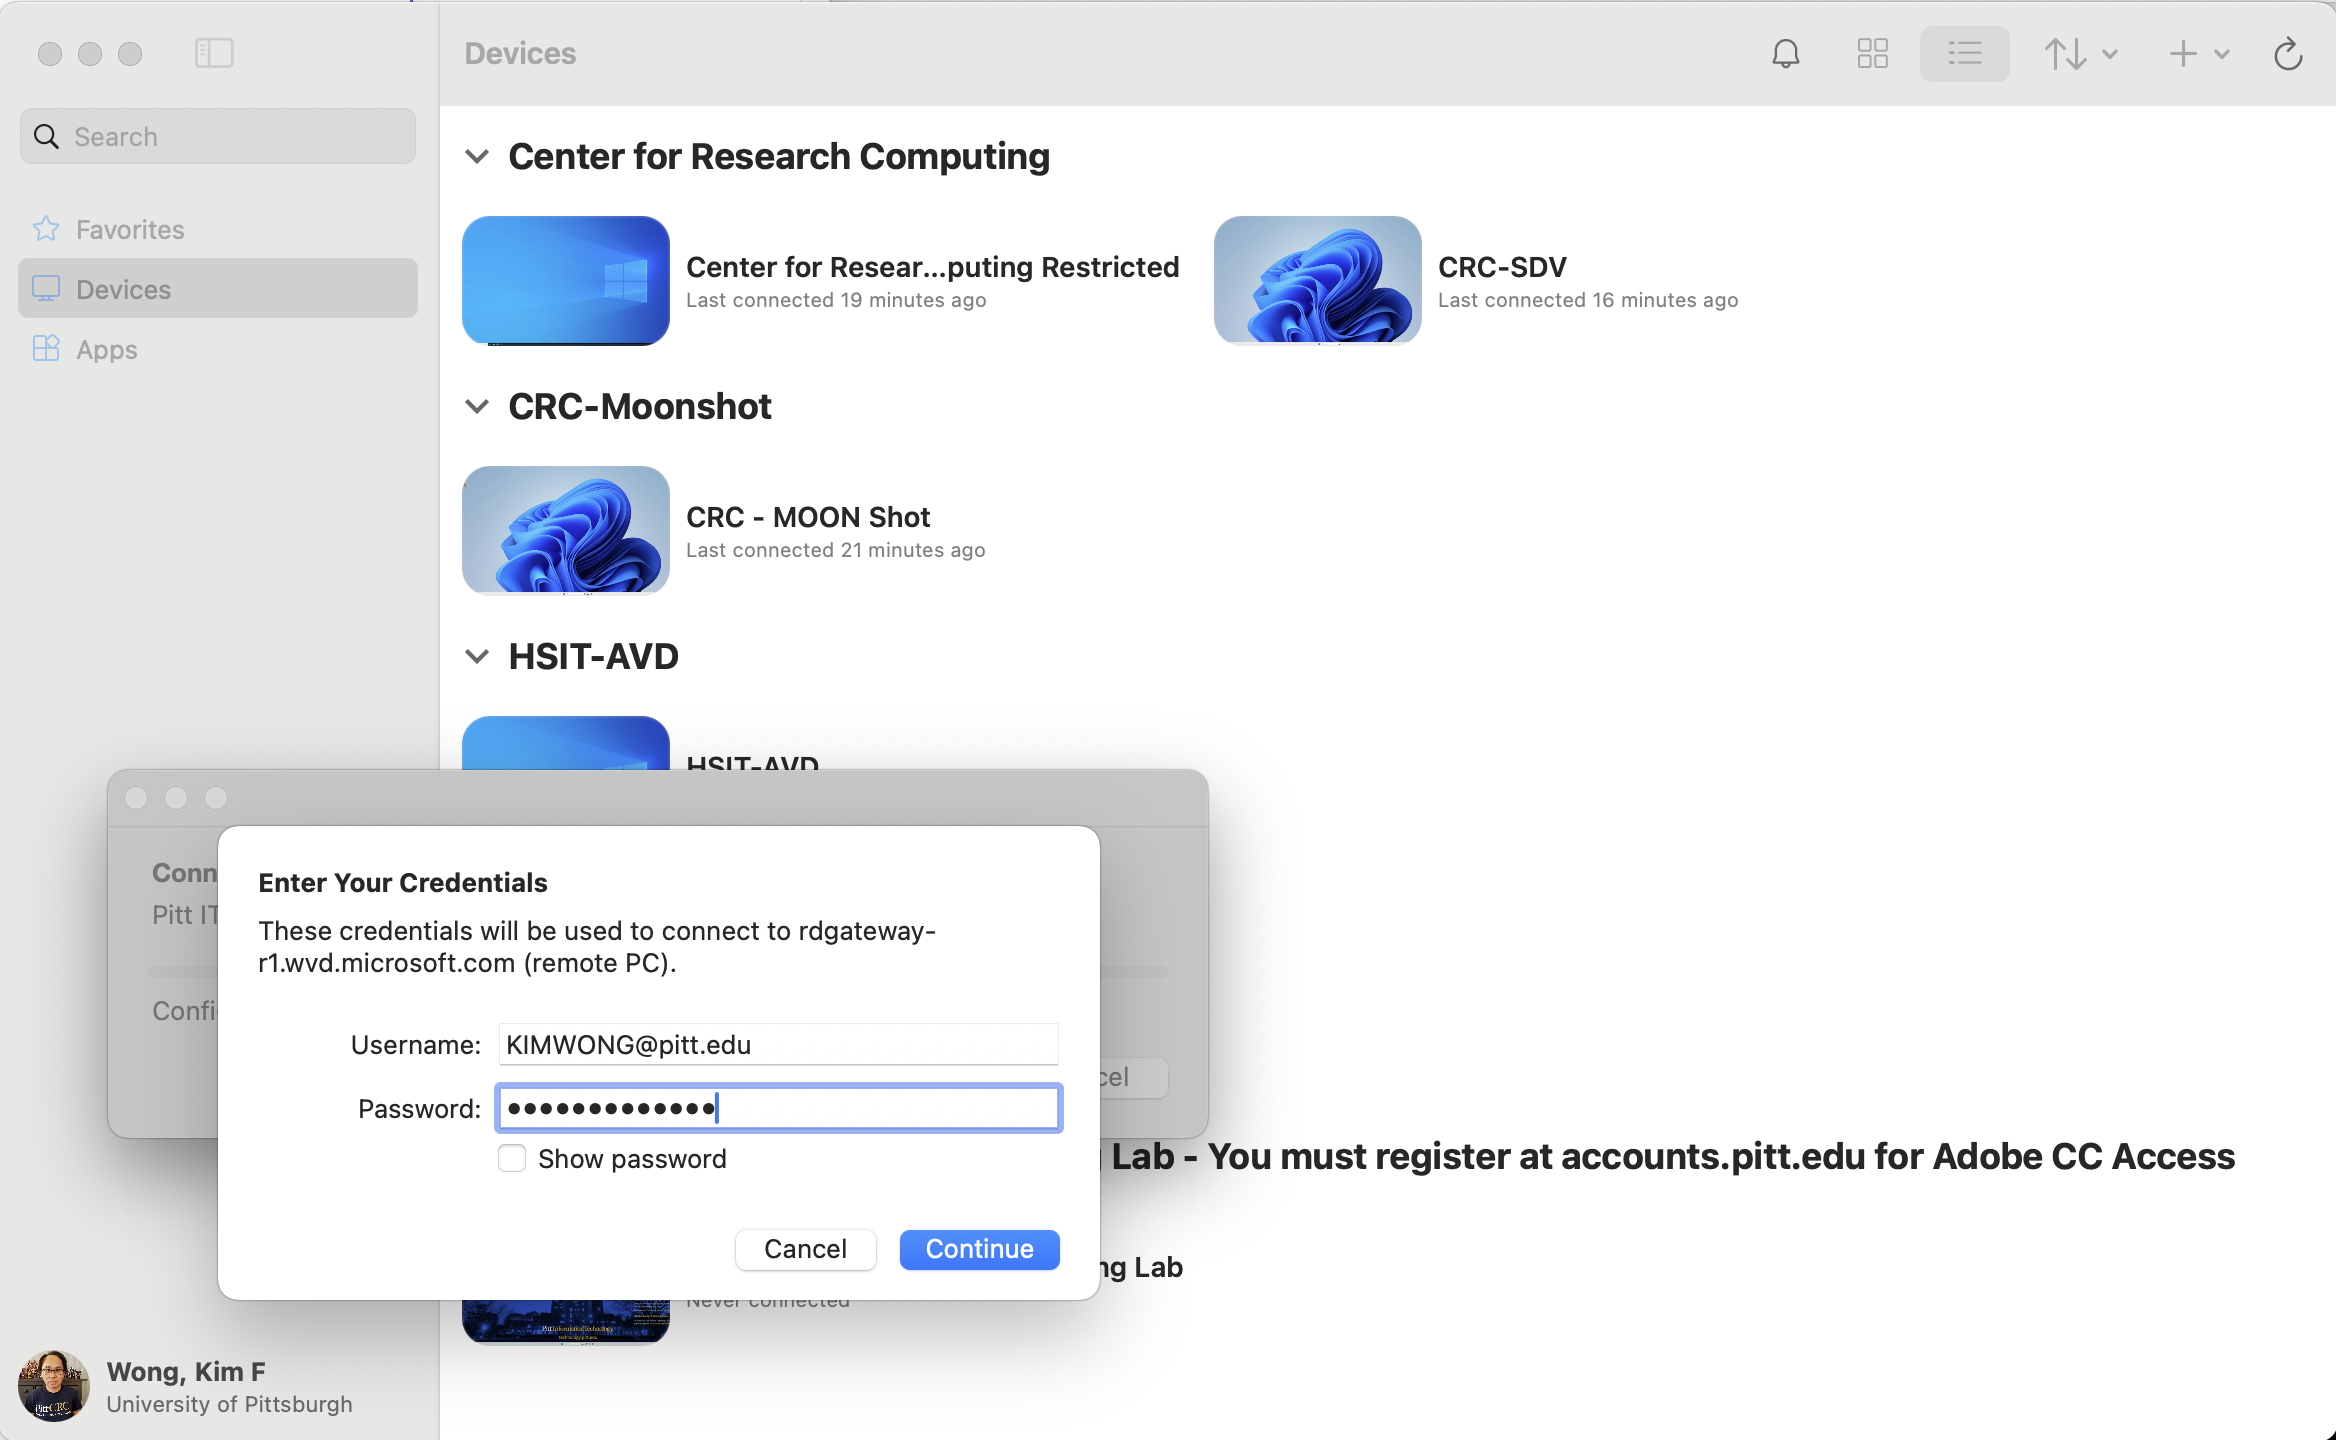 Devices
Search
Favorites
Devices
Apps
Center for Research Computing
Center for Resear...puting Restricted
Last connected 19 minutes ago
CRC-SDV
Last connected 16 minutes ago
CRC-Moonshot
CRC - MOON Shot
Last connected 21 minutes ago
HSIT-AVD
HSIT-AVD
Conn
Pitt IT
Confi
cel
Enter Your Credentials
These credentials will be used to connect to rdgateway-
r1.wvd.microsoft.com (remote PC).
Username: KIMWONG@pitt.edu
Password: •••••••••••••
Show password
Cancel
Continue
Lab - You must register at accounts.pitt.edu for Adobe CC Access
ng Lab
Never connected
Wong, Kim F
University of Pittsburgh